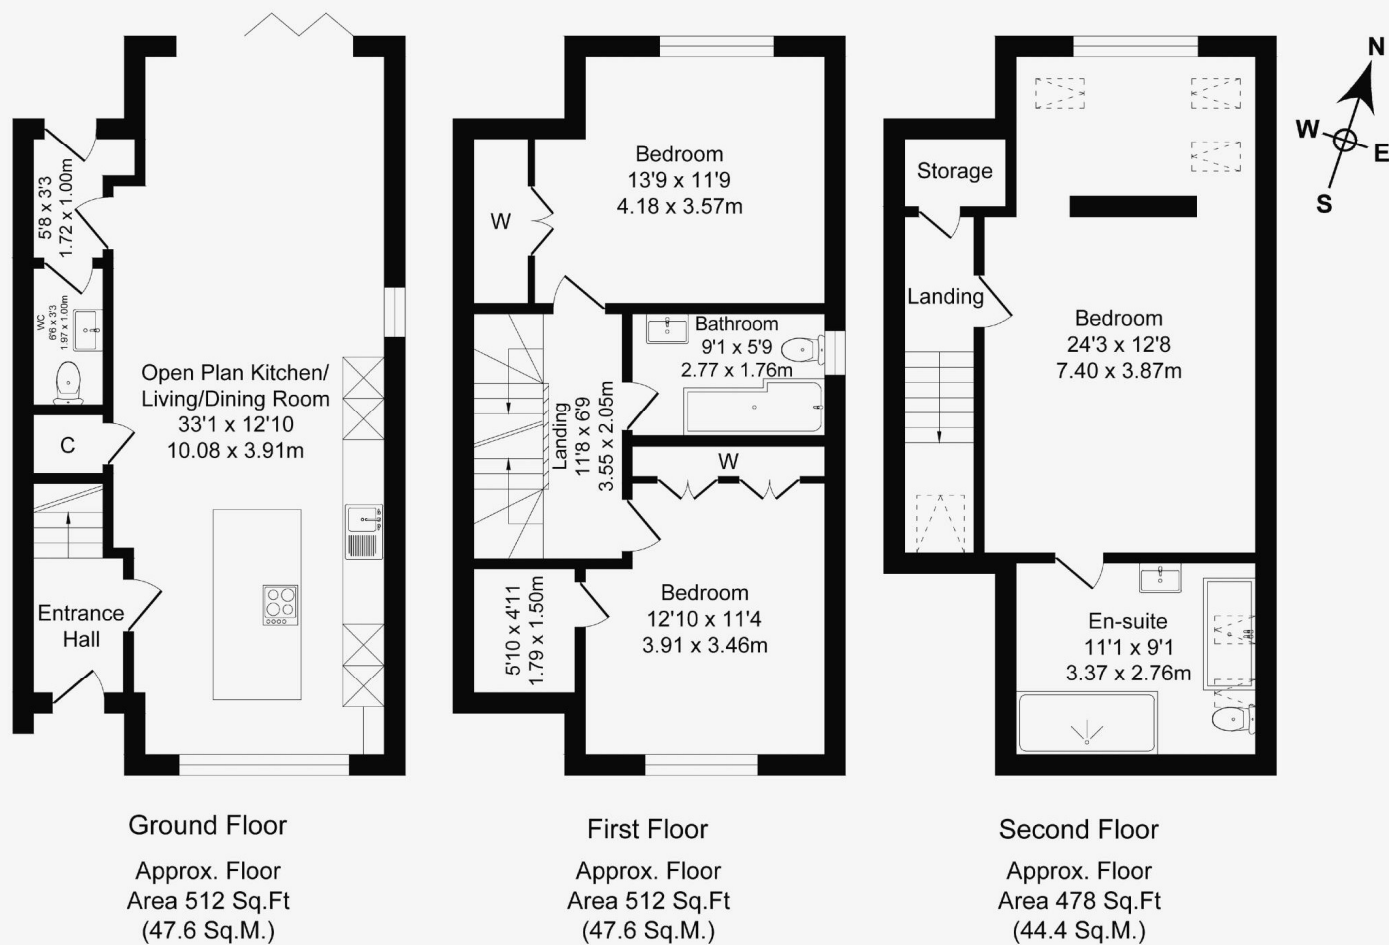 5'8 x 3'3
1.72 x 1.00m
WC
6'6 x 3'3
1.97 x 1.00m
C
Open Plan Kitchen/
Living/Dining Room
33'1 x 12'10
10.08 x 3.91m
Entrance
Hall
Ground Floor
Approx. Floor
Area 512 Sq.Ft
(47.6 Sq.M.)
Bedroom
13'9 x 11'9
4.18 x 3.57m
W
Bathroom
9'1 x 5'9
2.77 x 1.76m
Landing
11'8 x 6'9
3.55 x 2.05m
W
Bedroom
12'10 x 11'4
3.91 x 3.46m
5'10 x 4'11
1.79 x 1.50m
First Floor
Approx. Floor
Area 512 Sq.Ft
(47.6 Sq.M.)
Storage
Landing
Bedroom
24'3 x 12'8
7.40 x 3.87m
En-suite
11'1 x 9'1
3.37 x 2.76m
Second Floor
Approx. Floor
Area 478 Sq.Ft
(44.4 Sq.M.)
N
W
E
S